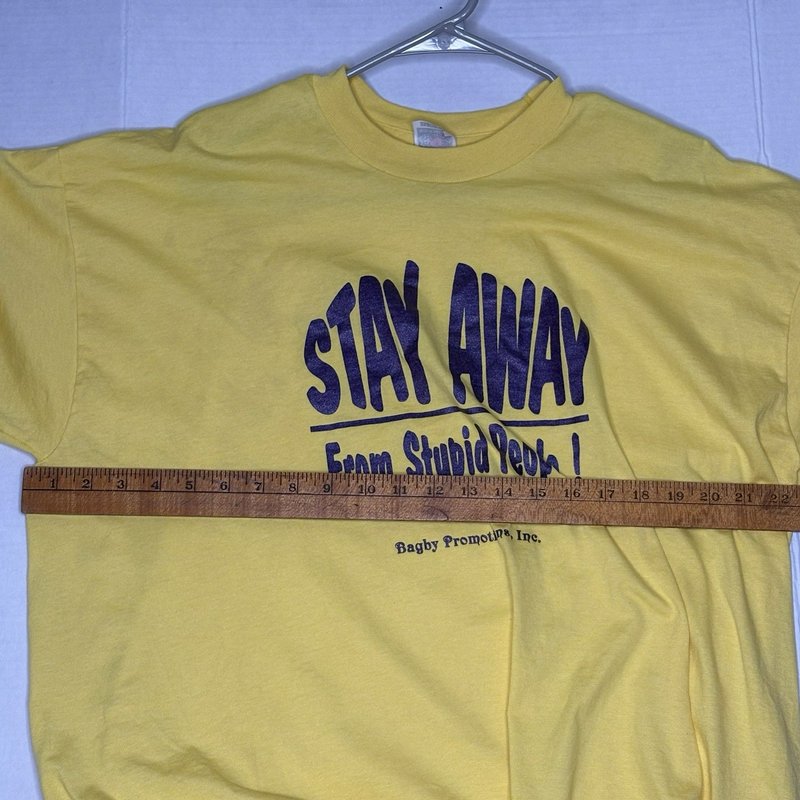 STAY AWAY
From Stupid People!
1 2 3 4 5 6 7 8 9 10 11 12 13 14 15 16 17 18 19 20 21 22
Bagby Promotions, Inc.